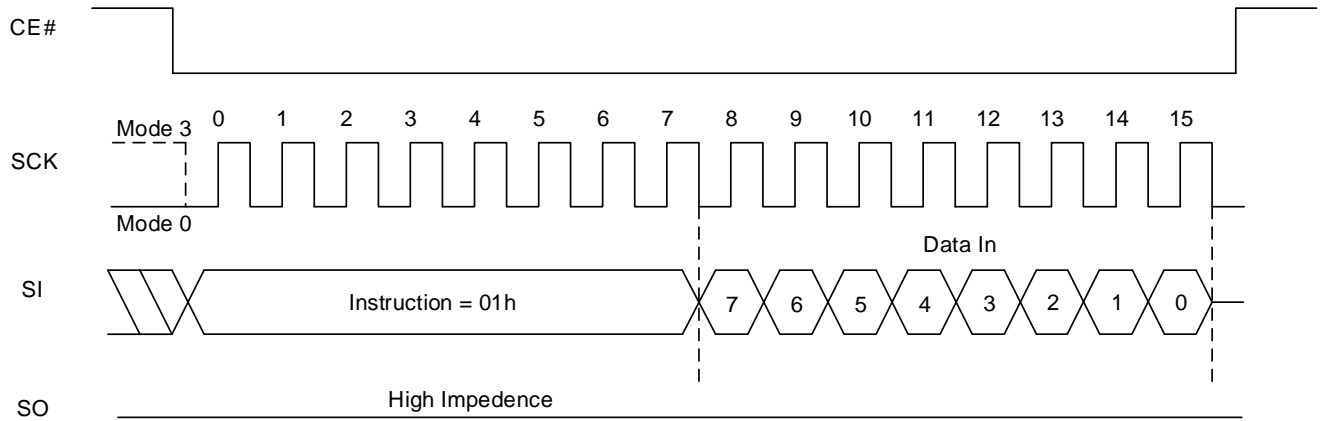 CE#
Mode 3
0 1 2 3 4 5 6 7 8 9 10 11 12 13 14 15
SCK
Mode 0
Data In
SI
Instruction = 01h
7 6 5 4 3 2 1 0
High Impedence
SO